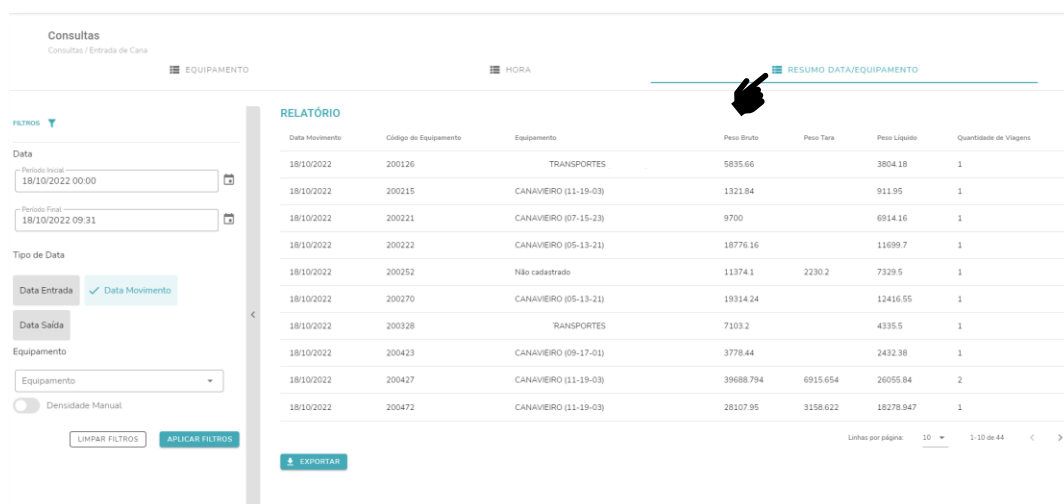 Consultas
Consultas / Entrada de Cana
EQUIPAMENTO HORA RESUMO DATA/EQUIPAMENTO
FILTROS
Data
Período Inicial
18/10/2022 00:00
Período Final
18/10/2022 09:31
Tipo de Data
Data Entrada Data Movimento
Data Saída
Equipamento
Equipamento
Densidade Manual
LIMPAR FILTROS APLICAR FILTROS
RELATÓRIO
Data Movimento Código do Equipamento Equipamento Peso Bruto Peso Tara Peso Líquido Quantidade de Viagens
18/10/2022 200126 TRANSPORTES 5835.66 3804.18 1
18/10/2022 200215 CANAVIEIRO (11-19-03) 1321.84 911.95 1
18/10/2022 200221 CANAVIEIRO (07-15-23) 9700 6914.16 1
18/10/2022 200222 CANAVIEIRO (05-13-21) 18776.16 11699.7 1
18/10/2022 200252 Não cadastrado 11374.1 2230.2 7329.5 1
18/10/2022 200270 CANAVIEIRO (05-13-21) 19314.24 12416.55 1
18/10/2022 200328 RANSPORTES 7103.2 4335.5 1
18/10/2022 200423 CANAVIEIRO (09-17-01) 3778.44 2432.38 1
18/10/2022 200427 CANAVIEIRO (11-19-03) 39688.794 6915.654 26055.84 2
18/10/2022 200472 CANAVIEIRO (11-19-03) 28107.95 3158.622 18278.947 1
Linhas por página: 10 1-10 de 44
EXPORTAR